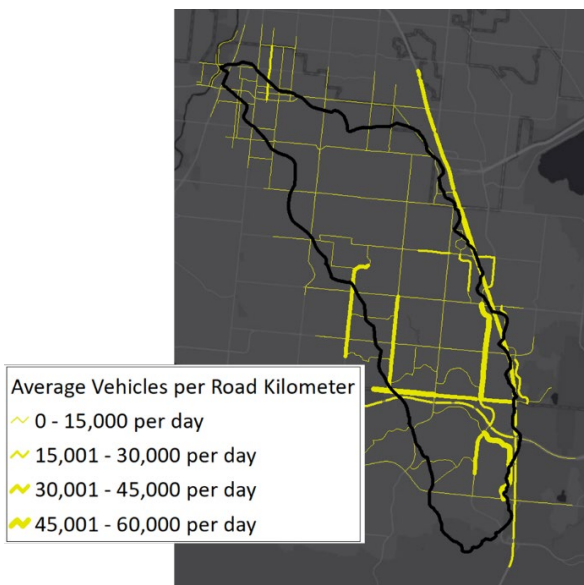 Average Vehicles per Road Kilometer
0 - 15,000 per day
15,001 - 30,000 per day
30,001 - 45,000 per day
45,001 - 60,000 per day